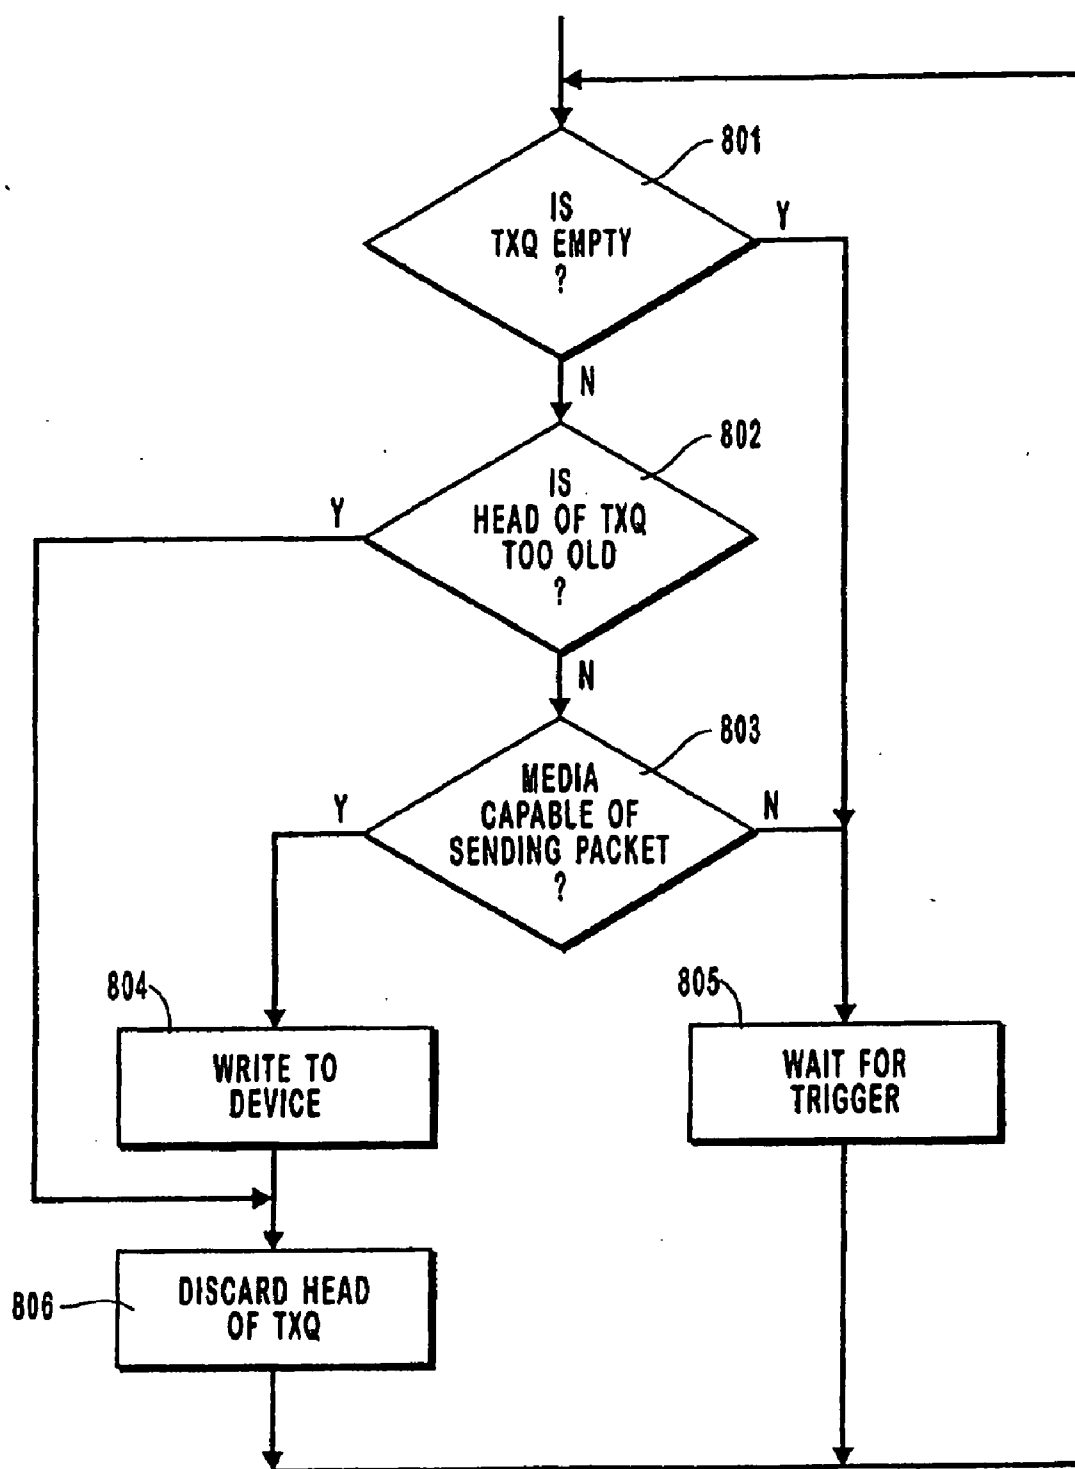 801
IS
TXQ EMPTY
?
Y
N
802
IS
HEAD OF TXQ
TOO OLD
?
Y
N
803
MEDIA
CAPABLE OF
SENDING PACKET
?
Y
N
804
WRITE TO
DEVICE
805
WAIT FOR
TRIGGER
806
DISCARD HEAD
OF TXQ